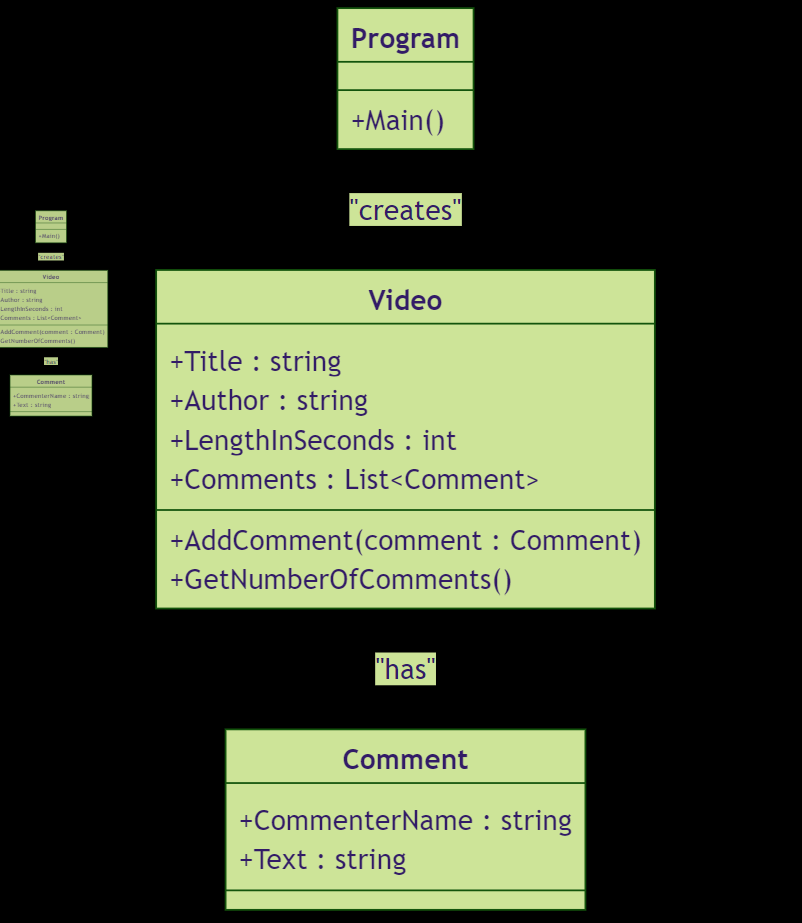 Program
+Main()
"creates"
Video
+Title : string
+Author : string
+LengthInSeconds : int
+Comments : List<Comment>
+AddComment(comment : Comment)
+GetNumberOfComments()
"has"
Comment
+CommenterName : string
+Text : string
Program
+Main()
"creates"
Video
Title : string
Author : string
LengthInSeconds : int
Comments : List<Comment>
AddComment(comment : Comment)
GetNumberOfComments()
"has"
Comment
+CommenterName : string
+Text : string